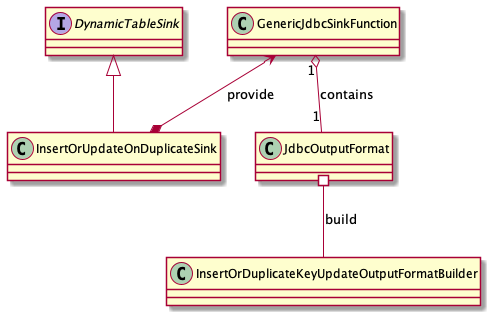 I DynamicTableSink
C GenericJdbcSinkFunction
1
provide
contains
1
C InsertOrUpdateOnDuplicateSink
C JdbcOutputFormat
build
C InsertOrDuplicateKeyUpdateOutputFormatBuilder